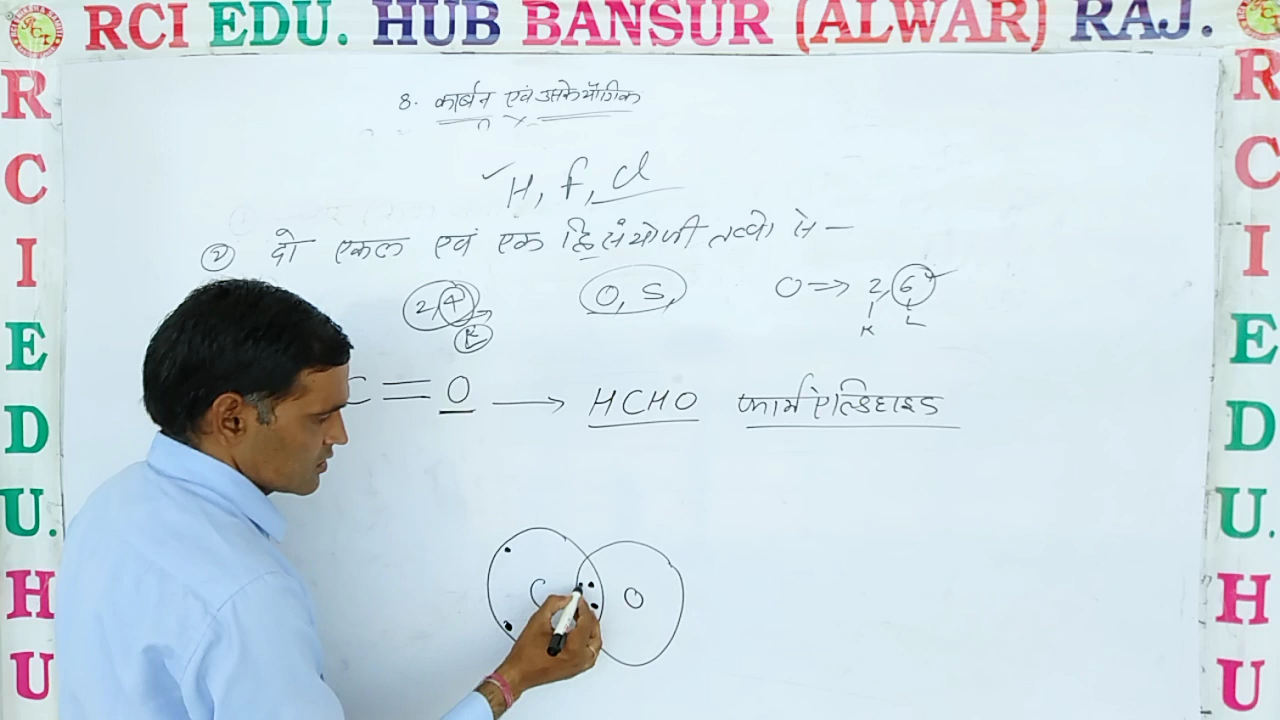 RCI EDU. HUB BANSUR (ALWAR) RAJ.
8. कार्बन एवं उसके यौगिक
H, F, Cl
② दो एकल एवं एक द्विसंयोजी तत्वो से –
2,4 O, S, O ⇒ 2, 6
K L
C = O → HCHO फार्मएल्डिहाइड
C O
R
C
I
E
D
U.
H
U
R
C
I
E
D
U.
H
U